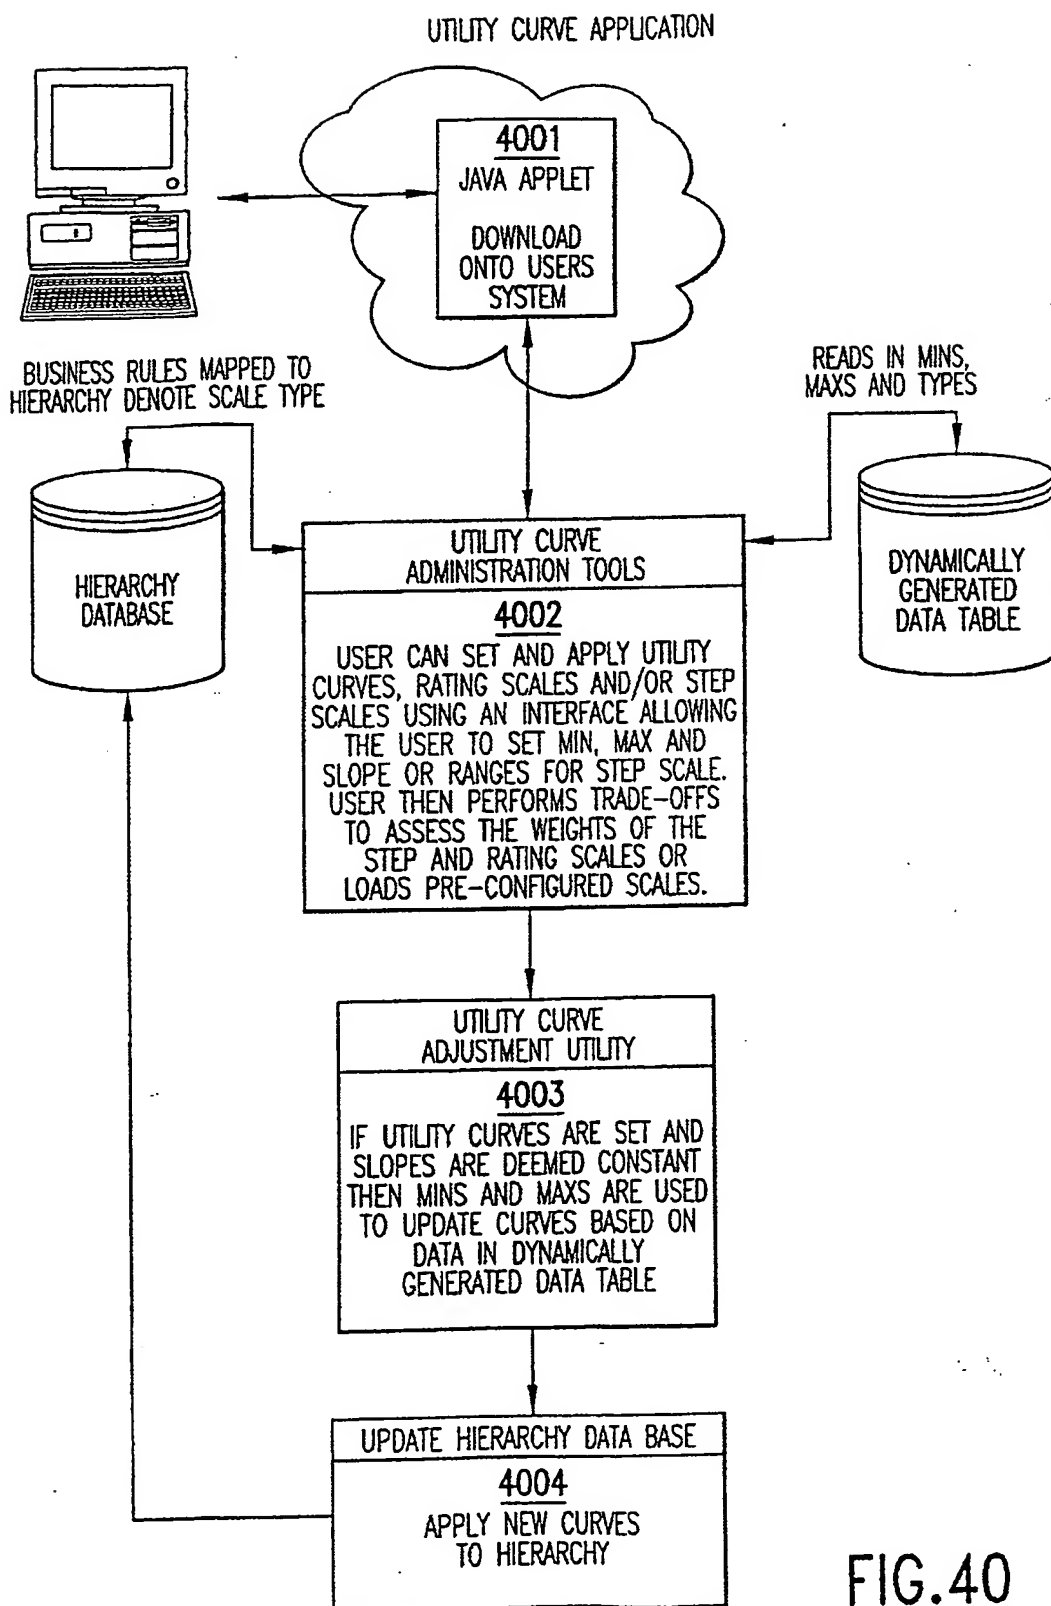 UTILITY CURVE APPLICATION
4001
JAVA APPLET
DOWNLOAD
ONTO USERS
SYSTEM
BUSINESS RULES MAPPED TO
HIERARCHY DENOTE SCALE TYPE
READS IN MINS,
MAXS AND TYPES
HIERARCHY
DATABASE
UTILITY CURVE
ADMINISTRATION TOOLS
4002
USER CAN SET AND APPLY UTILITY
CURVES, RATING SCALES AND/OR STEP
SCALES USING AN INTERFACE ALLOWING
THE USER TO SET MIN, MAX AND
SLOPE OR RANGES FOR STEP SCALE.
USER THEN PERFORMS TRADE-OFFS
TO ASSESS THE WEIGHTS OF THE
STEP AND RATING SCALES OR
LOADS PRE-CONFIGURED SCALES.
DYNAMICALLY
GENERATED
DATA TABLE
UTILITY CURVE
ADJUSTMENT UTILITY
4003
IF UTILITY CURVES ARE SET AND
SLOPES ARE DEEMED CONSTANT
THEN MINS AND MAXS ARE USED
TO UPDATE CURVES BASED ON
DATA IN DYNAMICALLY
GENERATED DATA TABLE
UPDATE HIERARCHY DATA BASE
4004
APPLY NEW CURVES
TO HIERARCHY
FIG.40